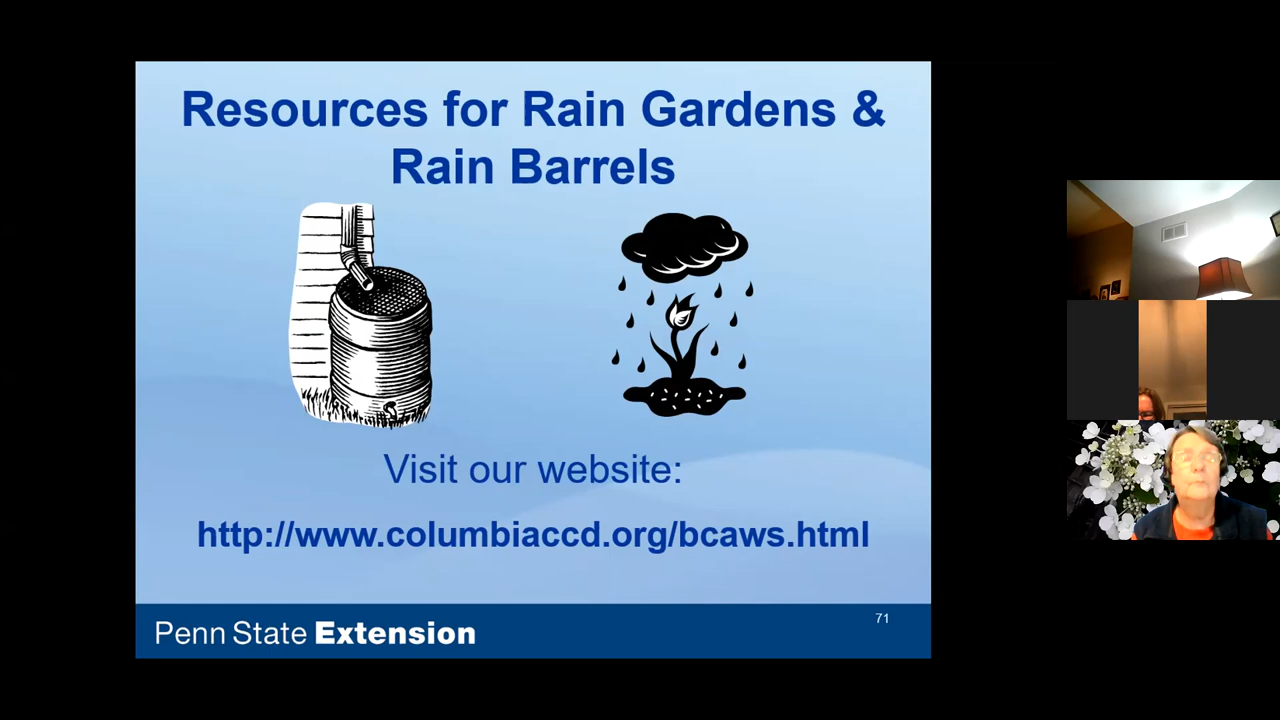 Resources for Rain Gardens &
Rain Barrels
Visit our website:
http://www.columbiaccd.org/bcaws.html
71
Penn State Extension